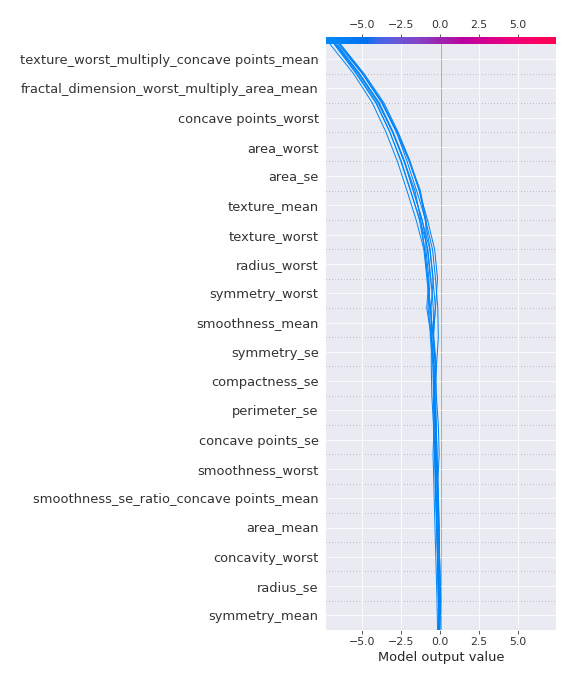 −5.0 −2.5 0.0 2.5 5.0
texture_worst_multiply_concave points_mean
fractal_dimension_worst_multiply_area_mean
concave points_worst
area_worst
area_se
texture_mean
texture_worst
radius_worst
symmetry_worst
smoothness_mean
symmetry_se
compactness_se
perimeter_se
concave points_se
smoothness_worst
smoothness_se_ratio_concave points_mean
area_mean
concavity_worst
radius_se
symmetry_mean
−5.0 −2.5 0.0 2.5 5.0
Model output value